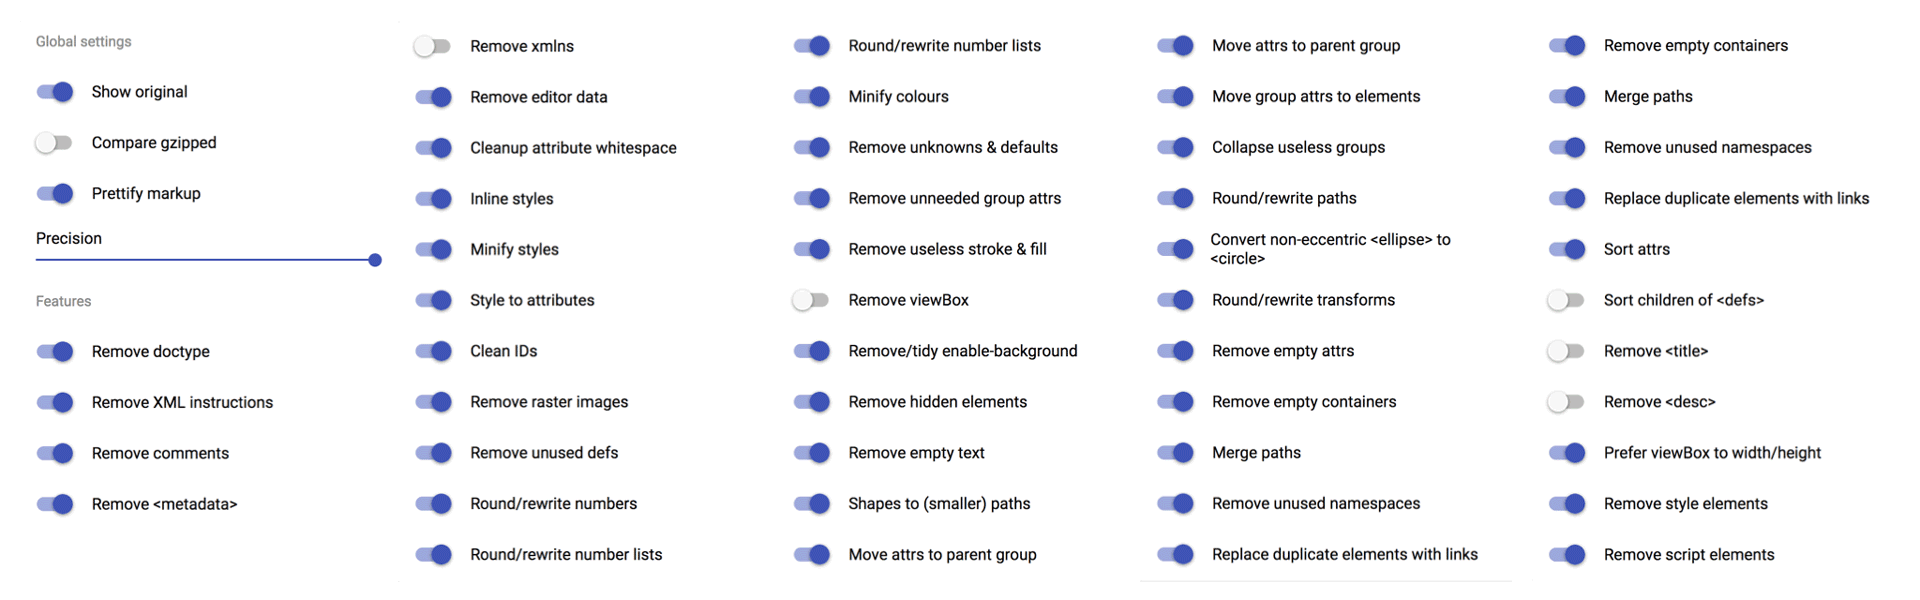 Global settings
Show original
Compare gzipped
Prettify markup
Precision
Features
Remove doctype
Remove XML instructions
Remove comments
Remove <metadata>
Remove xmlns
Remove editor data
Cleanup attribute whitespace
Inline styles
Minify styles
Style to attributes
Clean IDs
Remove raster images
Remove unused defs
Round/rewrite numbers
Round/rewrite number lists
Round/rewrite number lists
Minify colours
Remove unknowns & defaults
Remove unneeded group attrs
Remove useless stroke & fill
Remove viewBox
Remove/tidy enable-background
Remove hidden elements
Remove empty text
Shapes to (smaller) paths
Move attrs to parent group
Move attrs to parent group
Move group attrs to elements
Collapse useless groups
Round/rewrite paths
Convert non-eccentric <ellipse> to
<circle>
Round/rewrite transforms
Remove empty attrs
Remove empty containers
Merge paths
Remove unused namespaces
Replace duplicate elements with links
Remove empty containers
Merge paths
Remove unused namespaces
Replace duplicate elements with links
Sort attrs
Sort children of <defs>
Remove <title>
Remove <desc>
Prefer viewBox to width/height
Remove style elements
Remove script elements